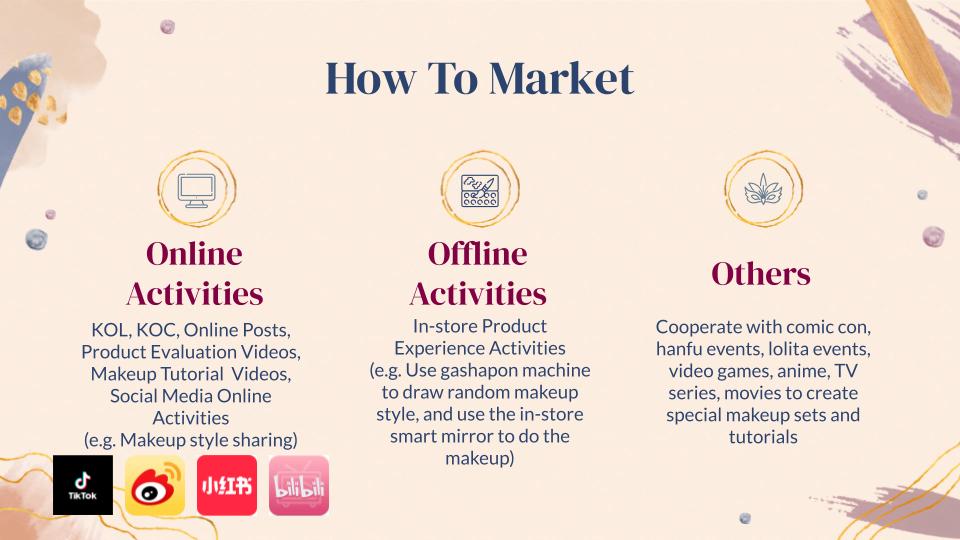 How To Market
Online
Activities
KOL, KOC, Online Posts,
Product Evaluation Videos,
Makeup Tutorial  Videos,
Social Media Online
Activities
(e.g. Makeup style sharing)
TikTok
小红书
bilibili
Offline
Activities
In-store Product
Experience Activities
(e.g. Use gashapon machine
to draw random makeup
style, and use the in-store
smart mirror to do the
makeup)
Others
Cooperate with comic con,
hanfu events, lolita events,
video games, anime, TV
series, movies to create
special makeup sets and
tutorials